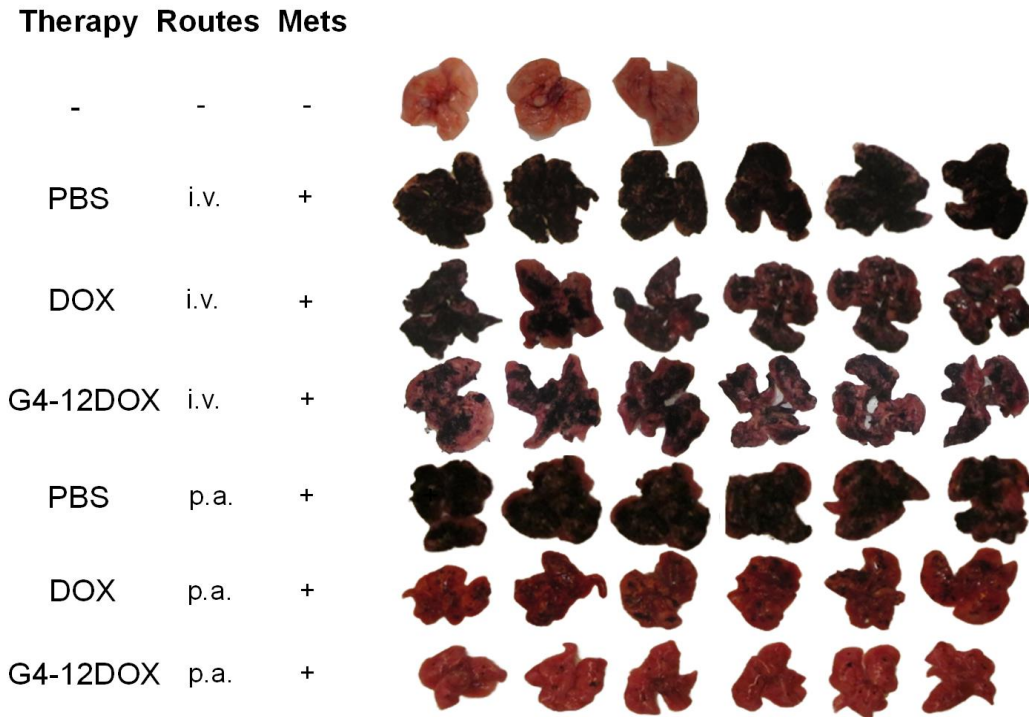 Therapy Routes Mets
- - -
PBS i.v. +
DOX i.v. +
G4-12DOX i.v. +
PBS p.a. +
DOX p.a. +
G4-12DOX p.a. +